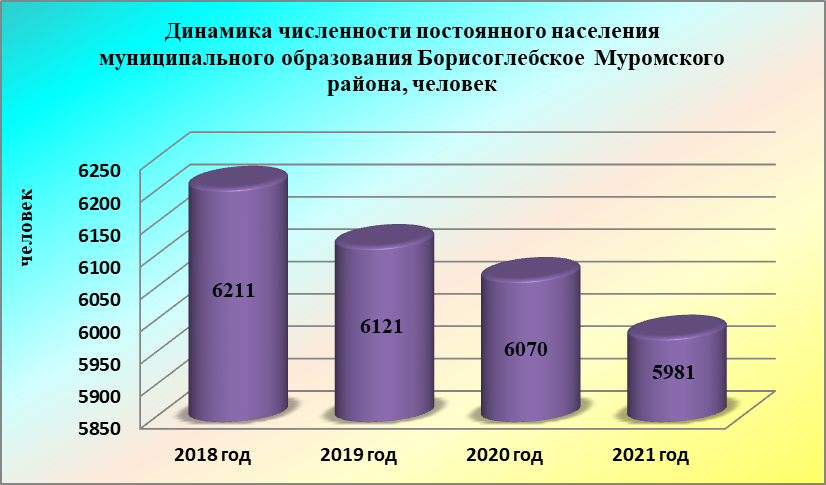 Динамика численности постоянного населения
муниципального образования Борисоглебское Муромского
района, человек
человек
6250
6200
6150
6100
6050
6000
5950
5900
5850
6211
6121
6070
5981
2018 год
2019 год
2020 год
2021 год